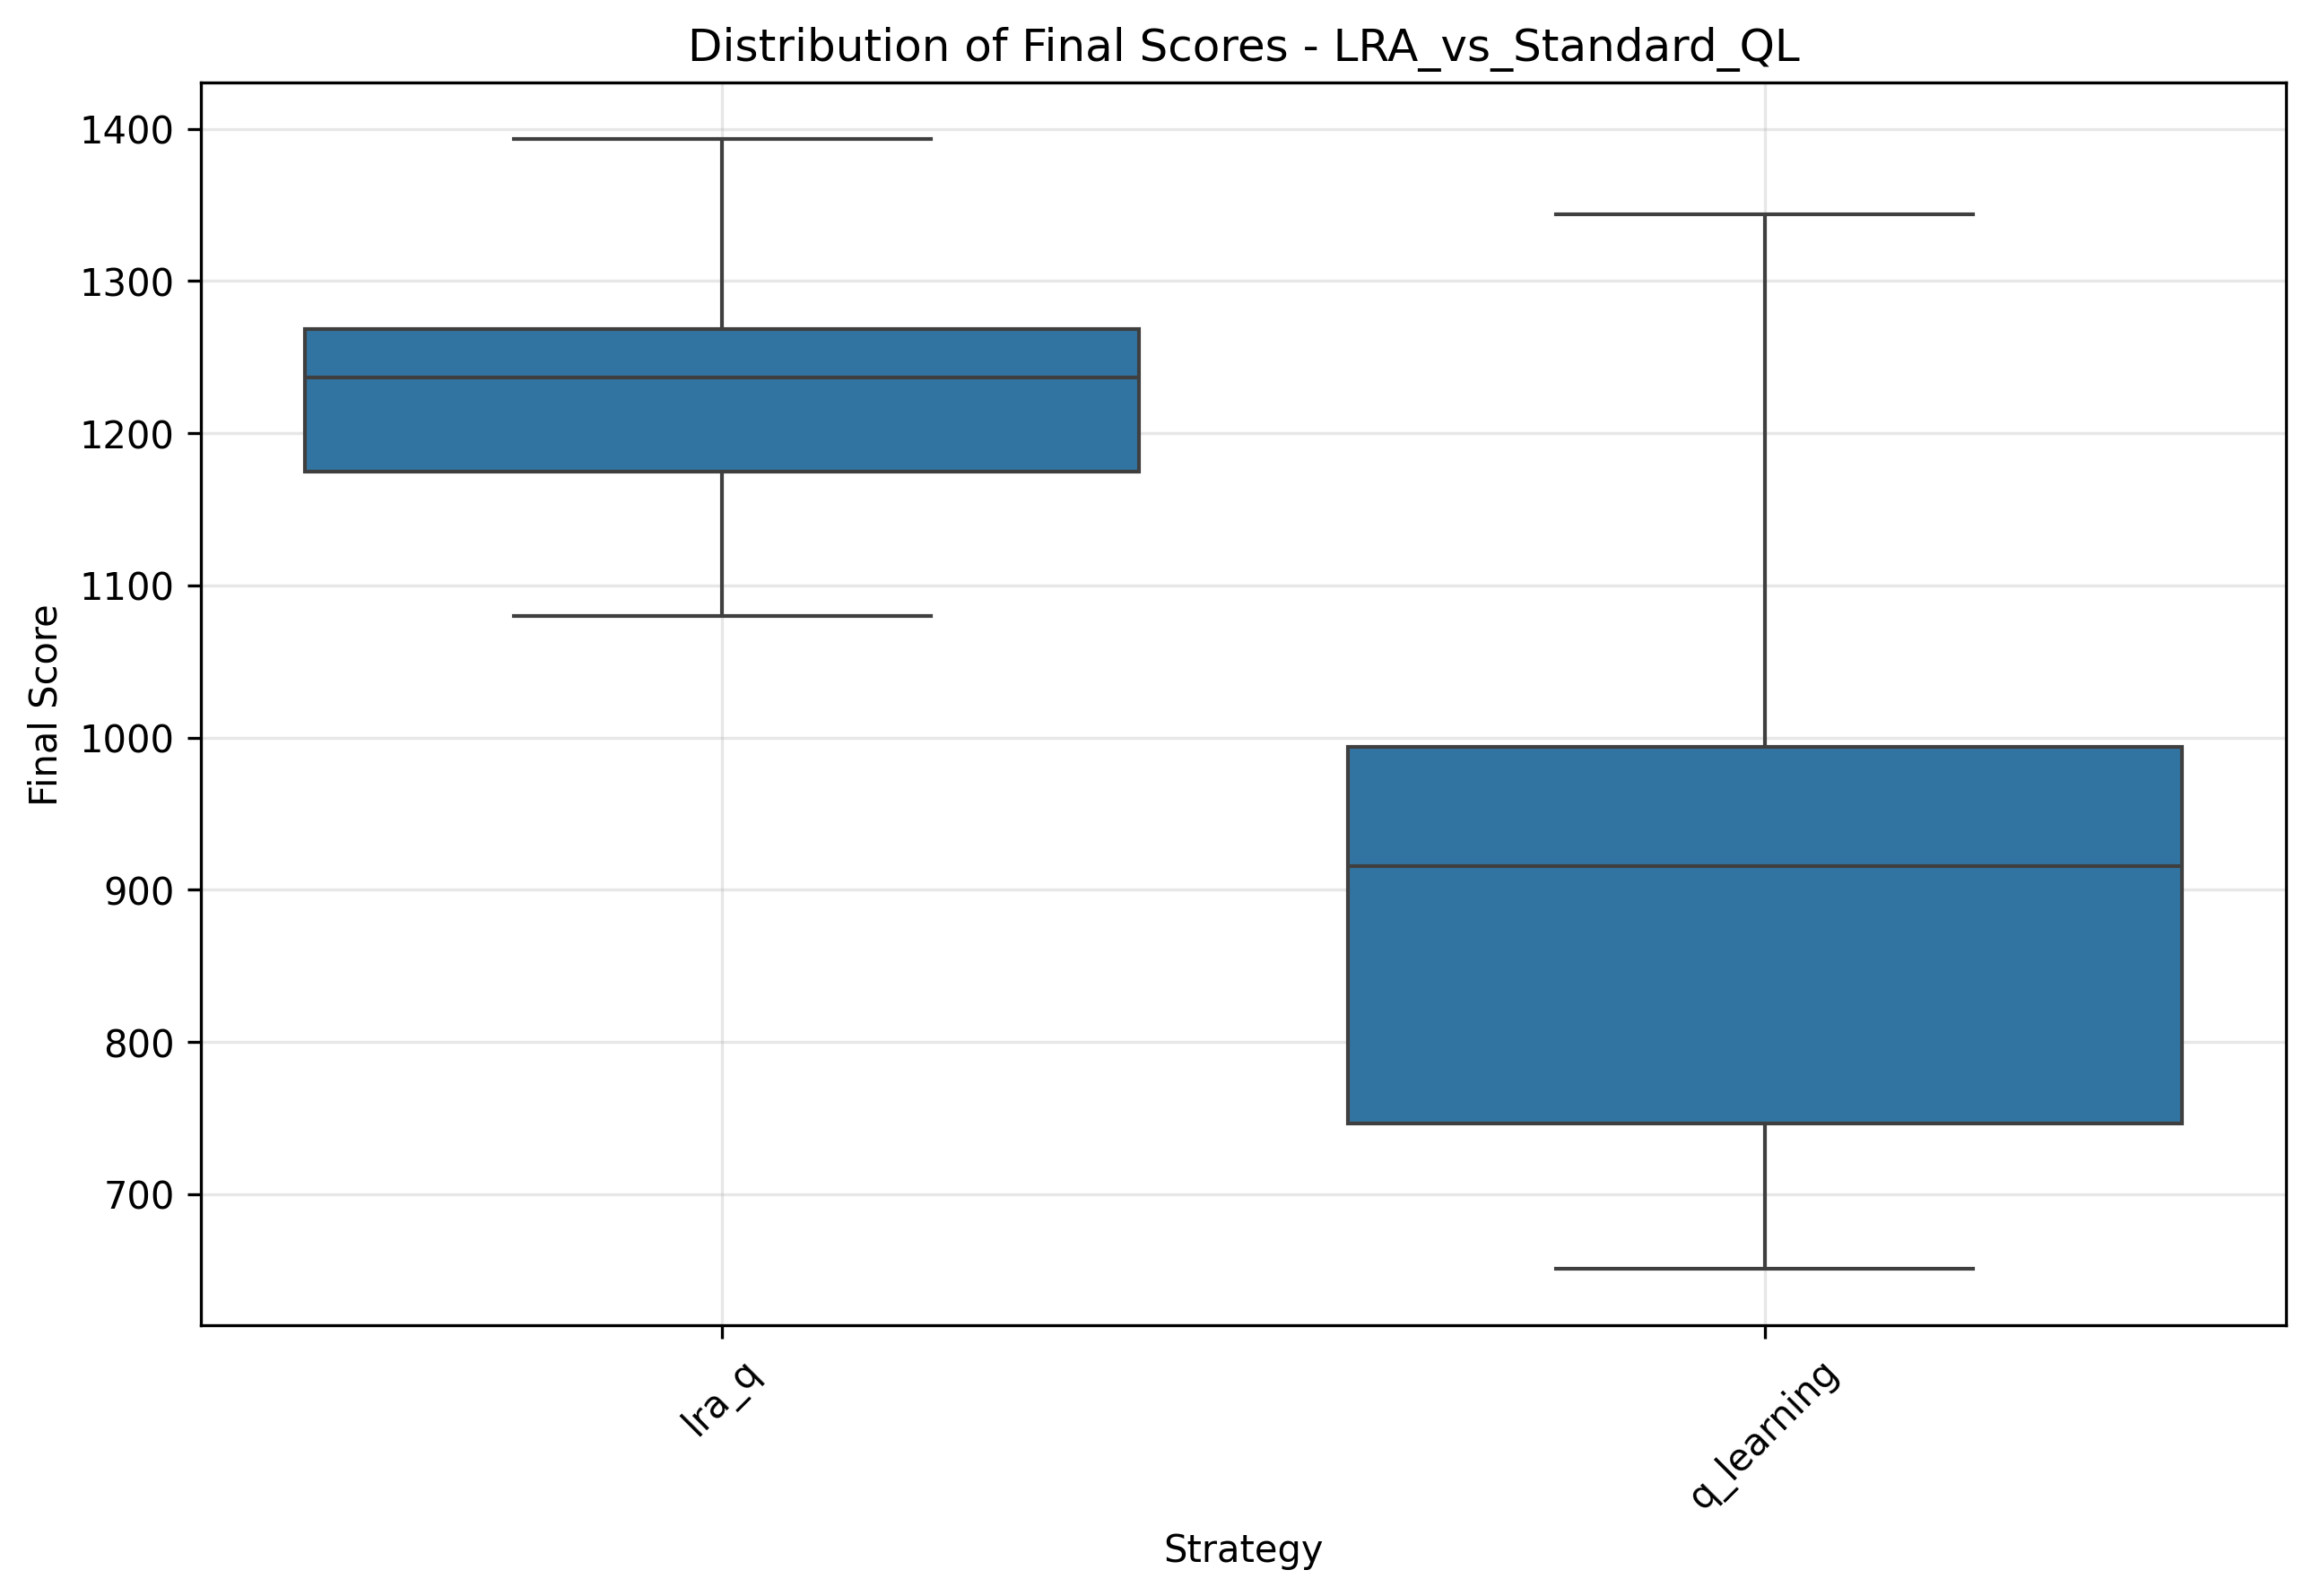 Distribution of Final Scores - LRA_vs_Standard_QL
1400
1300
1200
1100
1000
900
800
700
Final Score
lra_q
q_learning
Strategy